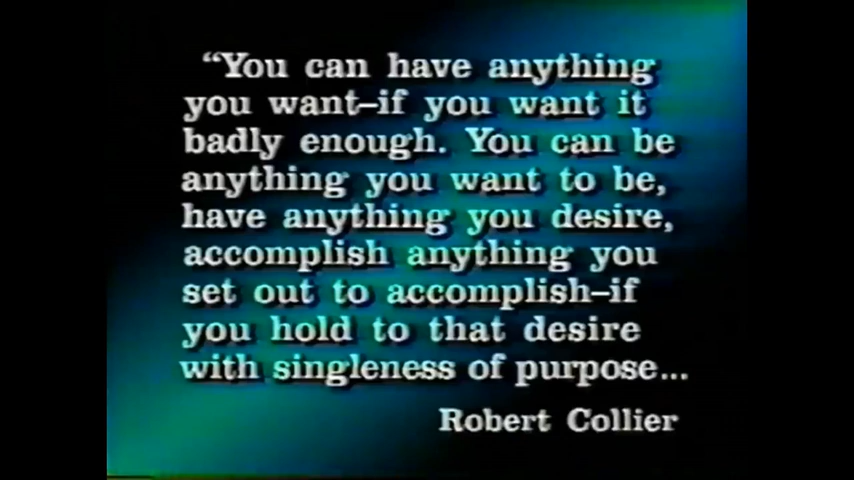 “You can have anything
you want–if you want it
badly enough. You can be
anything you want to be,
have anything you desire,
accomplish anything you
set out to accomplish–if
you hold to that desire
with singleness of purpose...
Robert Collier